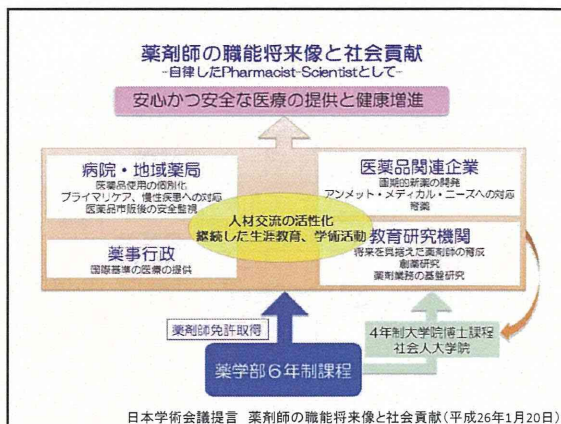 薬剤師の職能将来像と社会貢献
-自律したPharmacist-Scientistとして-
安心かつ安全な医療の提供と健康増進
病院・地域薬局
医薬品使用の個別化
プライマリケア、慢性疾患への対応
医薬品市販後の安全監視
医薬品関連企業
画期的新薬の開発
アンメット・メディカル・ニーズへの対応
育薬
人材交流の活性化
継続した生涯教育、学術活動
薬事行政
国際基準の医療の提供
教育研究機関
将来を見据えた薬剤師の育成
創薬研究
薬剤業務の基盤研究
薬剤師免許取得
4年制大学院博士課程
社会人大学院
薬学部6年制課程
日本学術会議提言 薬剤師の職能将来像と社会貢献(平成26年1月20日)